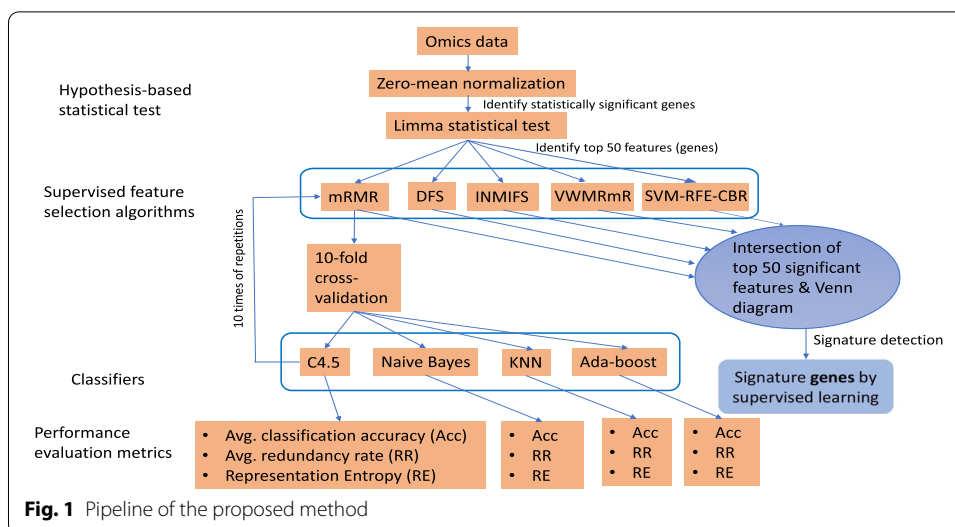 Omics data
Zero-mean normalization
Hypothesis-based
statistical test
Identify statistically significant genes
Limma statistical test
Identify top 50 features (genes)
Supervised feature
selection algorithms
mRMR
DFS
INMIFS
VWMRmR
SVM-RFE-CBR
10 times of repetitions
10-fold
cross-
validation
Intersection of
top 50 significant
features & Venn
diagram
Signature detection
Classifiers
C4.5
Naive Bayes
KNN
Ada-boost
Signature genes by
supervised learning
Performance
evaluation metrics
• Avg. classification accuracy (Acc)
• Avg. redundancy rate (RR)
• Representation Entropy (RE)
• Acc
• RR
• RE
• Acc
• RR
• RE
• Acc
• RR
• RE
Fig. 1 Pipeline of the proposed method